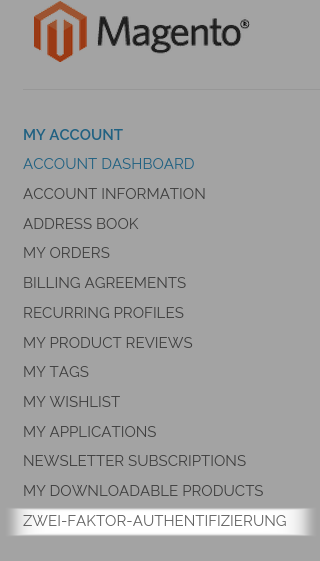 Magento®
MY ACCOUNT
ACCOUNT DASHBOARD
ACCOUNT INFORMATION
ADDRESS BOOK
MY ORDERS
BILLING AGREEMENTS
RECURRING PROFILES
MY PRODUCT REVIEWS
MY TAGS
MY WISHLIST
MY APPLICATIONS
NEWSLETTER SUBSCRIPTIONS
MY DOWNLOADABLE PRODUCTS
ZWEI-FAKTOR-AUTHENTIFIZIERUNG